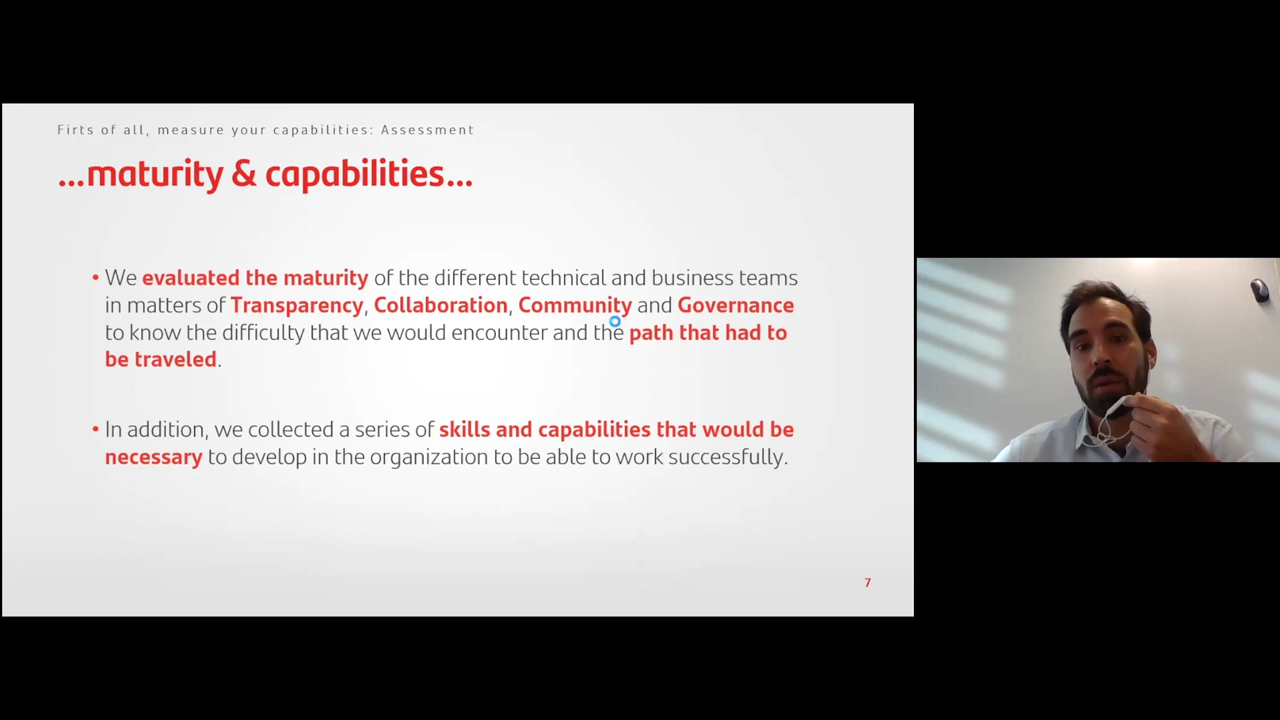 Firts of all, measure your capabilities: Assessment
...maturity & capabilities...
• We evaluated the maturity of the different technical and business teams
in matters of Transparency, Collaboration, Community and Governance
to know the difficulty that we would encounter and the path that had to
be traveled.
• In addition, we collected a series of skills and capabilities that would be
necessary to develop in the organization to be able to work successfully.
7